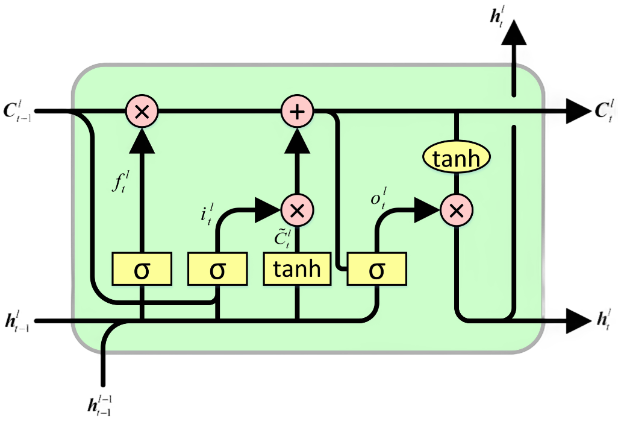 h_t^l
C_{t-1}^l
×
+
C_t^l
tanh
f_t^l
i_t^l
×
o_t^l
×
C̃_t^l
σ
σ
tanh
σ
h_{t-1}^l
h_t^l
h_{t-1}^{l-1}